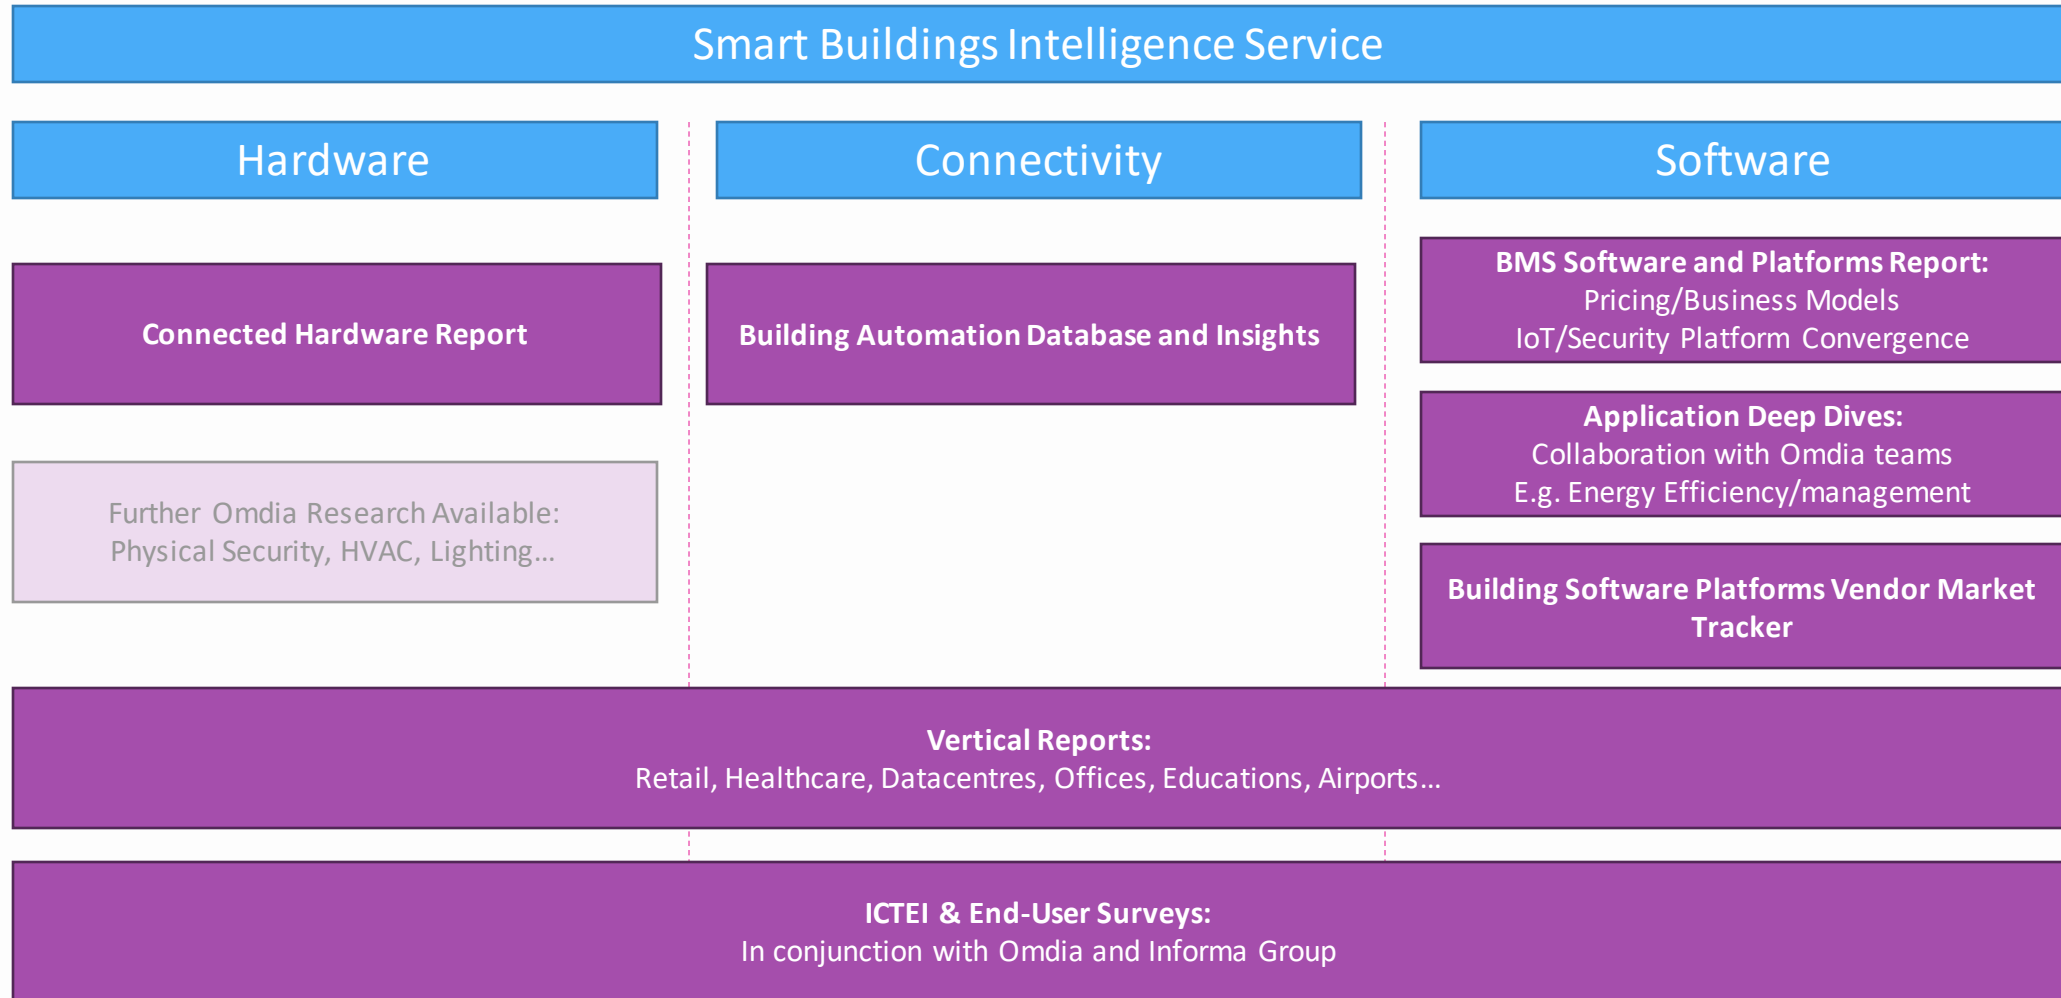 Smart Buildings Intelligence Service
Hardware
Connectivity
Software
Connected Hardware Report
Further Omdia Research Available:
Physical Security, HVAC, Lighting...
Building Automation Database and Insights
BMS Software and Platforms Report:
Pricing/Business Models
IoT/Security Platform Convergence
Application Deep Dives:
Collaboration with Omdia teams
E.g. Energy Efficiency/management
Building Software Platforms Vendor Market
Tracker
Vertical Reports:
Retail, Healthcare, Datacentres, Offices, Educations, Airports...
ICTEI & End-User Surveys:
In conjunction with Omdia and Informa Group